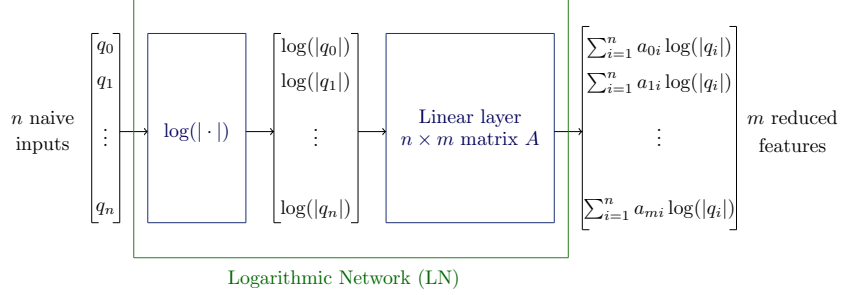 n naive
inputs
q₀
q₁
⋮
qₙ
log(| · |)
log(|q₀|)
log(|q₁|)
⋮
log(|qₙ|)
Linear layer
n × m matrix A
∑ⁿᵢ₌₁ a₀ᵢ log(|qᵢ|)
∑ⁿᵢ₌₁ a₁ᵢ log(|qᵢ|)
⋮
∑ⁿᵢ₌₁ aₘᵢ log(|qᵢ|)
m reduced
features
Logarithmic Network (LN)